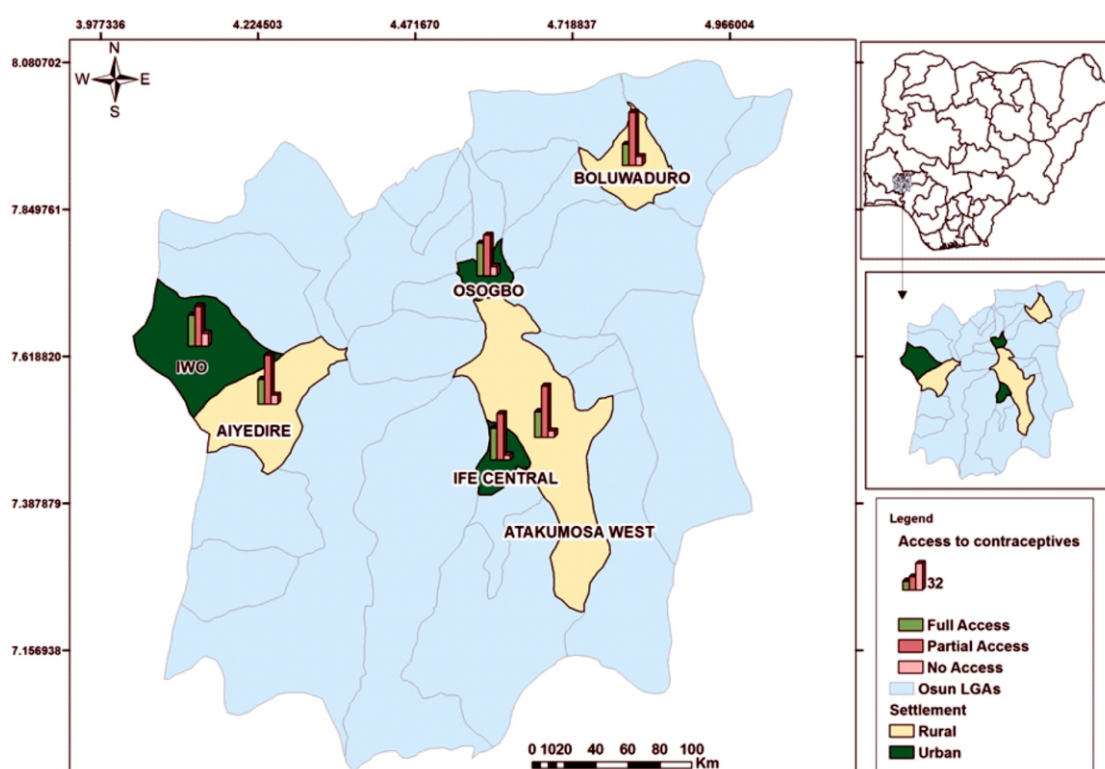 3.977336 4.224503 4.471670 4.718837 4.966004
8.080702
N
W E
S
BOLUWADURO
7.849761
OSOGBO
7.618820
IWO
AIYEDIRE
IFE CENTRAL
7.387879
ATAKUMOSA WEST
7.156938
0 10 20 40 60 80 100
Km
Legend
Access to contraceptives
32
Full Access
Partial Access
No Access
Osun LGAs
Settlement
Rural
Urban